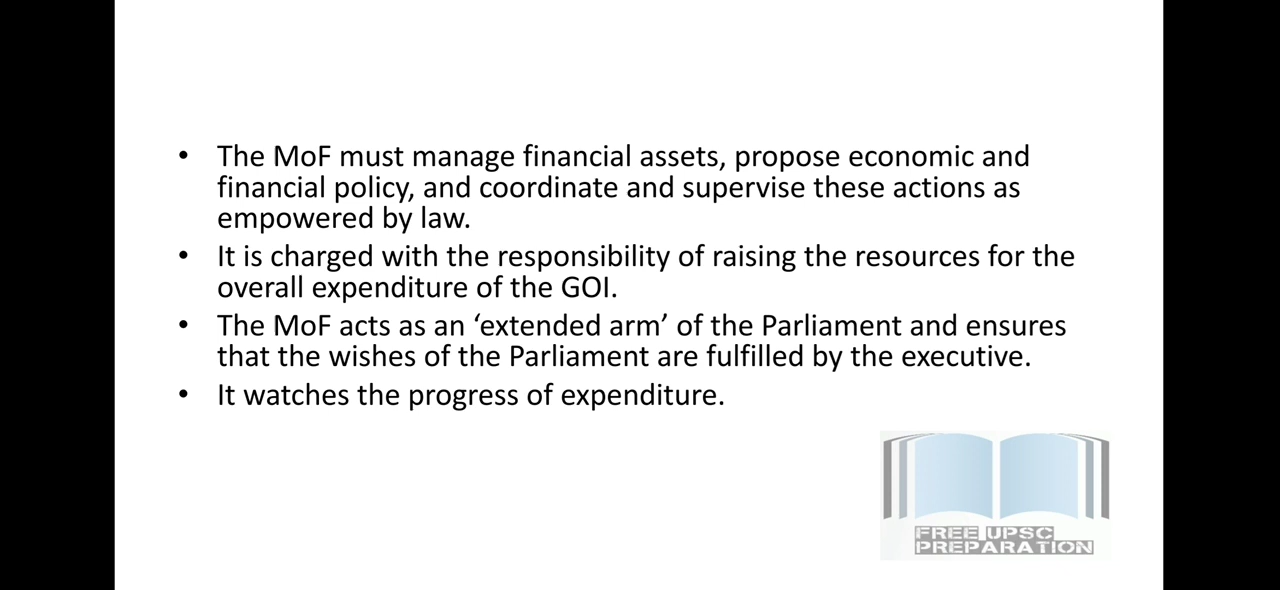 • The MoF must manage financial assets, propose economic and
financial policy, and coordinate and supervise these actions as
empowered by law.
• It is charged with the responsibility of raising the resources for the
overall expenditure of the GOI.
• The MoF acts as an ‘extended arm’ of the Parliament and ensures
that the wishes of the Parliament are fulfilled by the executive.
• It watches the progress of expenditure.
FREE UPSC
PREPARATION